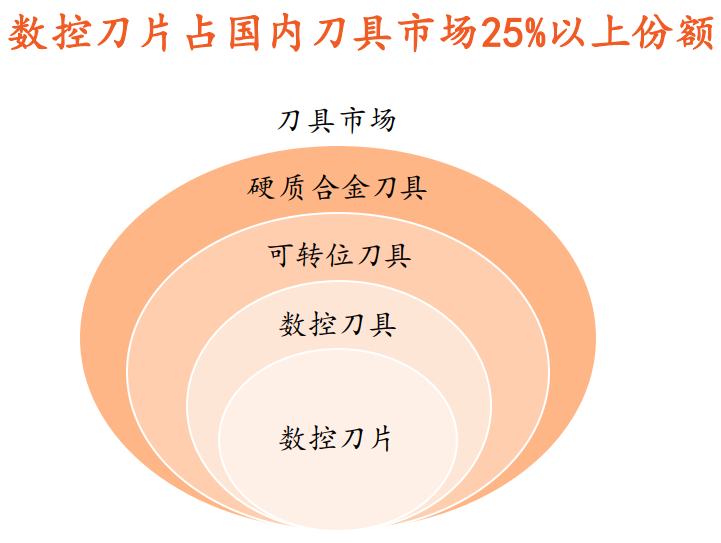 数控刀片占国内刀具市场25%以上份额
刀具市场
硬质合金刀具
可转位刀具
数控刀具
数控刀片